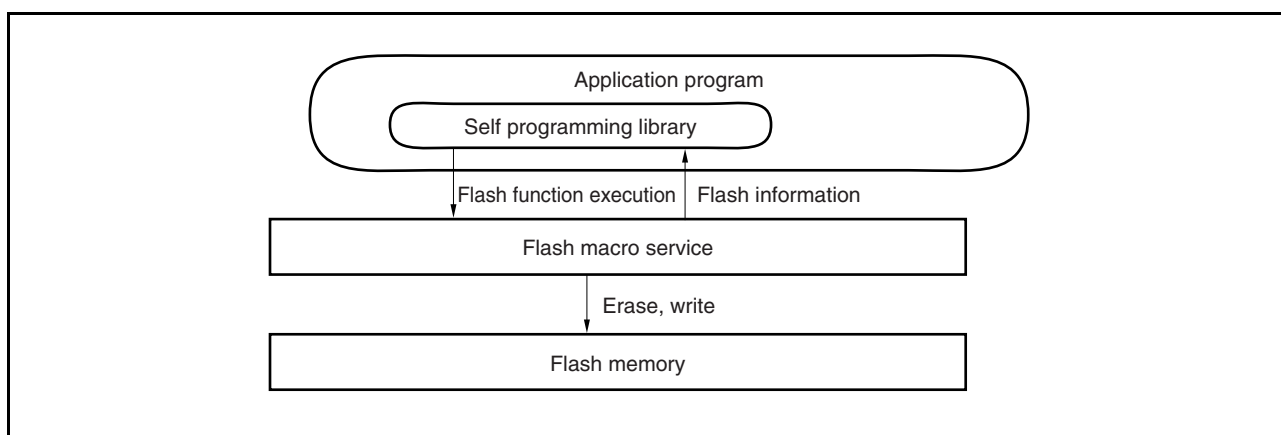 Application program
Self programming library
Flash function execution
Flash information
Flash macro service
Erase, write
Flash memory